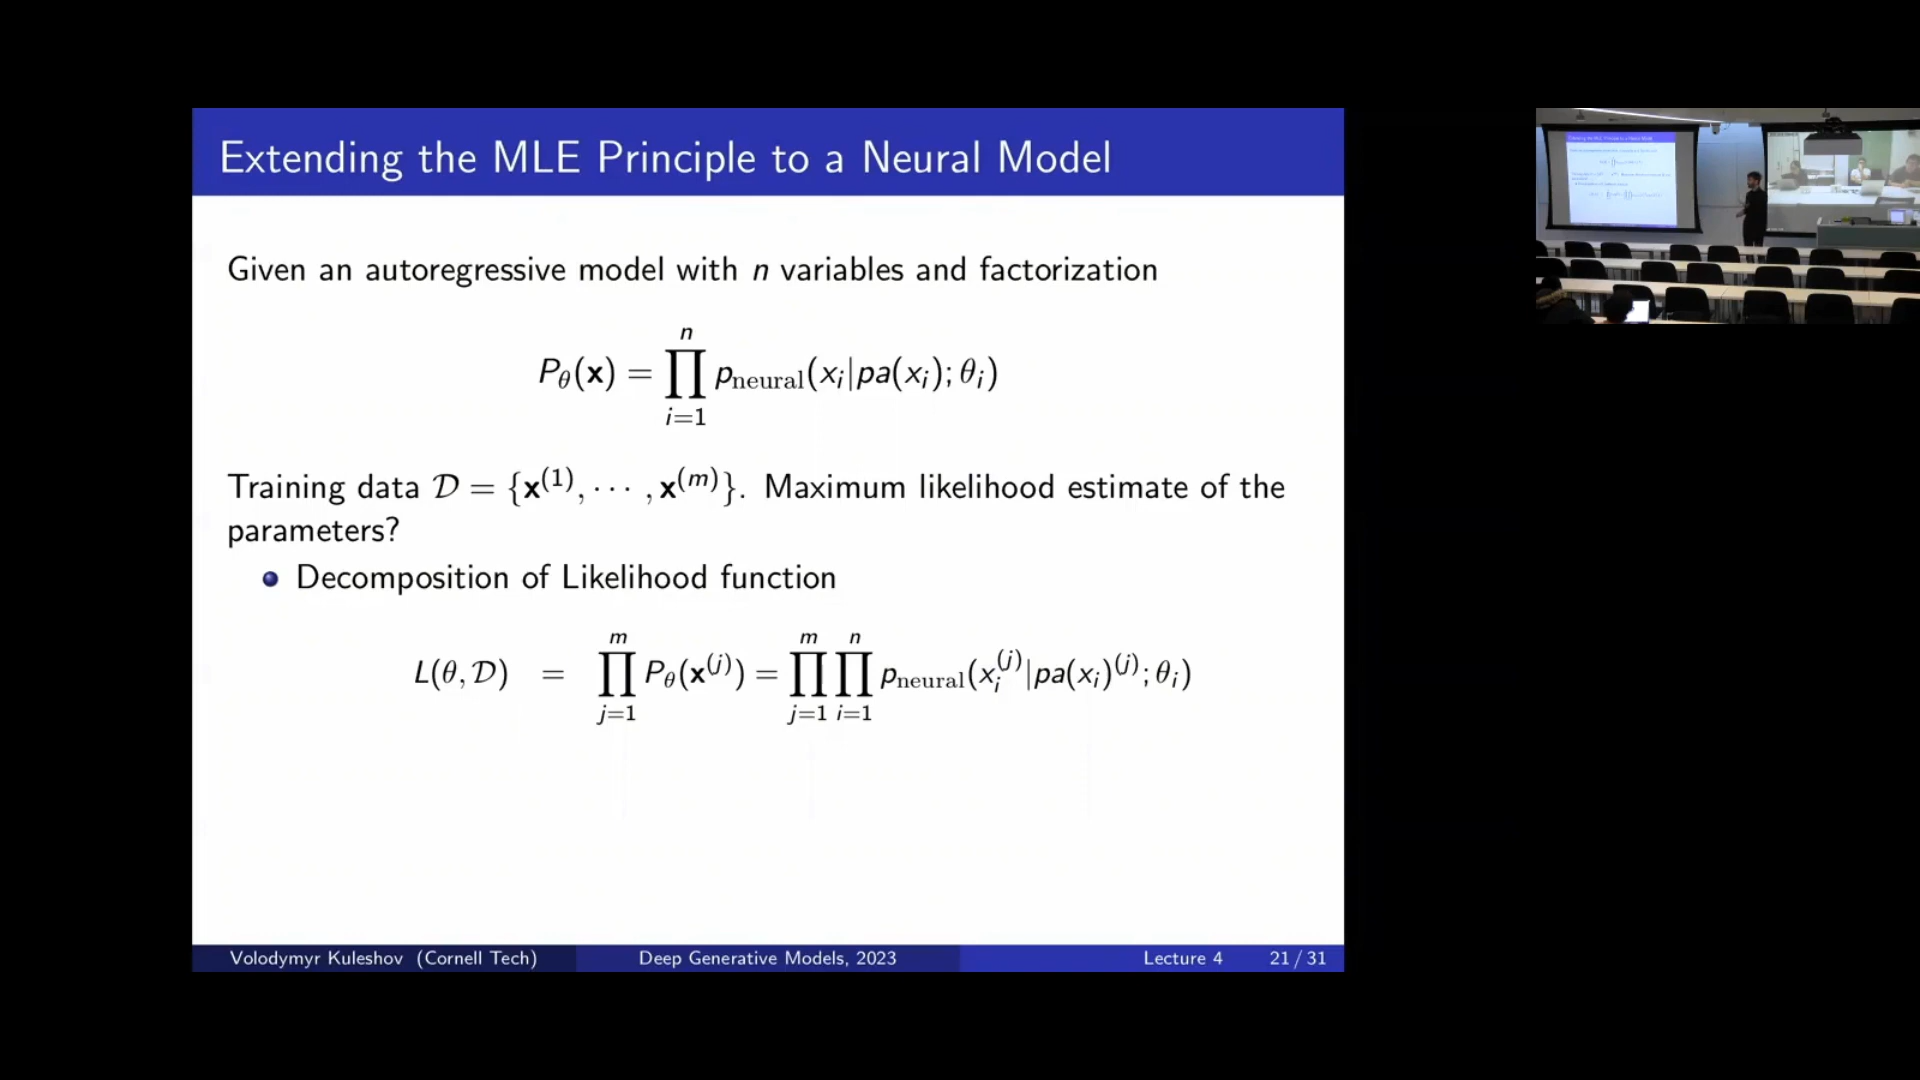 Extending the MLE Principle to a Neural Model
Given an autoregressive model with n variables and factorization
P_θ(x) = ∏_{i=1}^{n} p_neural(x_i|pa(x_i); θ_i)
Training data 𝒟 = {x^(1), ⋯ , x^(m)}. Maximum likelihood estimate of the
parameters?
Decomposition of Likelihood function
L(θ, 𝒟) = ∏_{j=1}^{m} P_θ(x^(j)) = ∏_{j=1}^{m} ∏_{i=1}^{n} p_neural(x_i^(j)|pa(x_i)^(j); θ_i)
Volodymyr Kuleshov (Cornell Tech) Deep Generative Models, 2023 Lecture 4 21 / 31